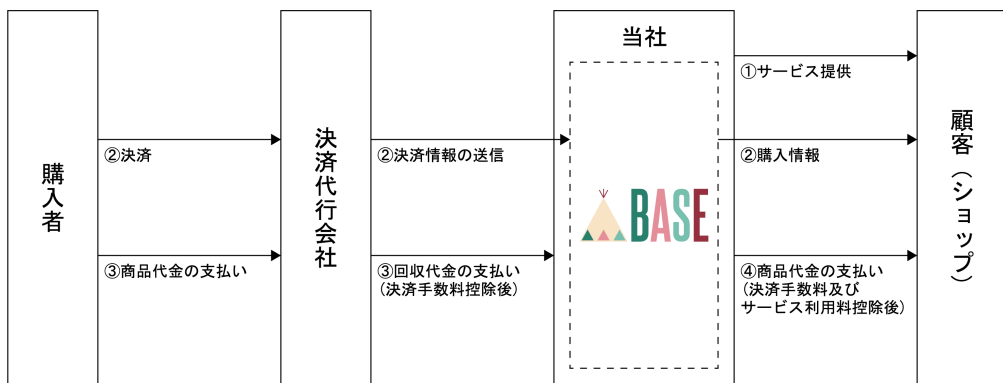 購入者
②決済
③商品代金の支払い
決済代行会社
②決済情報の送信
③回収代金の支払い
(決済手数料控除後)
当社
BASE
①サービス提供
②購入情報
④商品代金の支払い
(決済手数料及び
サービス利用料控除後)
顧客(ショップ)